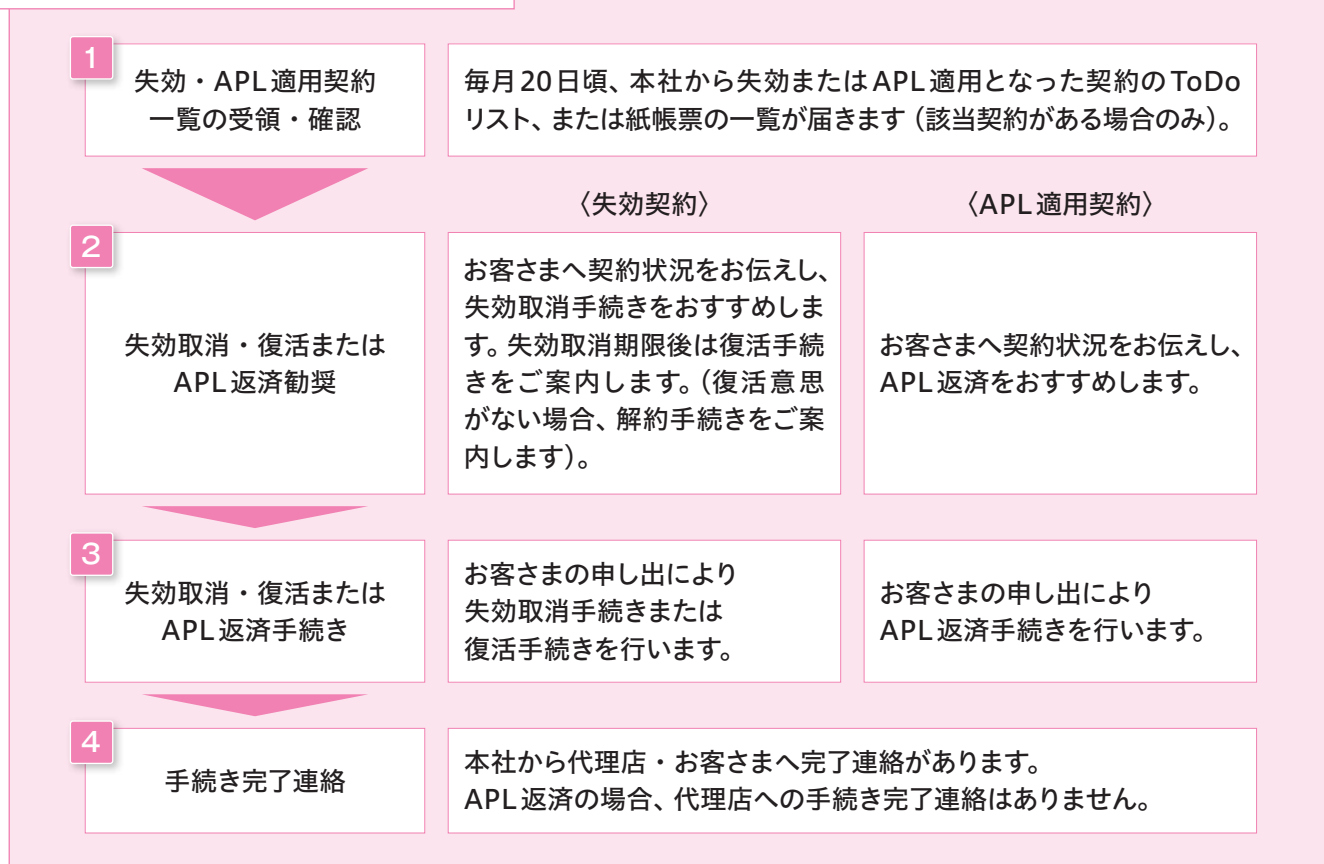 1
失効・APL適用契約
一覧の受領・確認
毎月20日頃、本社から失効またはAPL適用となった契約のToDo
リスト、または紙帳票の一覧が届きます(該当契約がある場合のみ)。
〈失効契約〉
〈APL適用契約〉
2
失効取消・復活または
APL返済勧奨
お客さまへ契約状況をお伝えし、
失効取消手続きをおすすめしま
す。失効取消期限後は復活手続
きをご案内します。(復活意思
がない場合、解約手続きをご案
内します)。
お客さまへ契約状況をお伝えし、
APL返済をおすすめします。
3
失効取消・復活または
APL返済手続き
お客さまの申し出により
失効取消手続きまたは
復活手続きを行います。
お客さまの申し出により
APL返済手続きを行います。
4
手続き完了連絡
本社から代理店・お客さまへ完了連絡があります。
APL返済の場合、代理店への手続き完了連絡はありません。